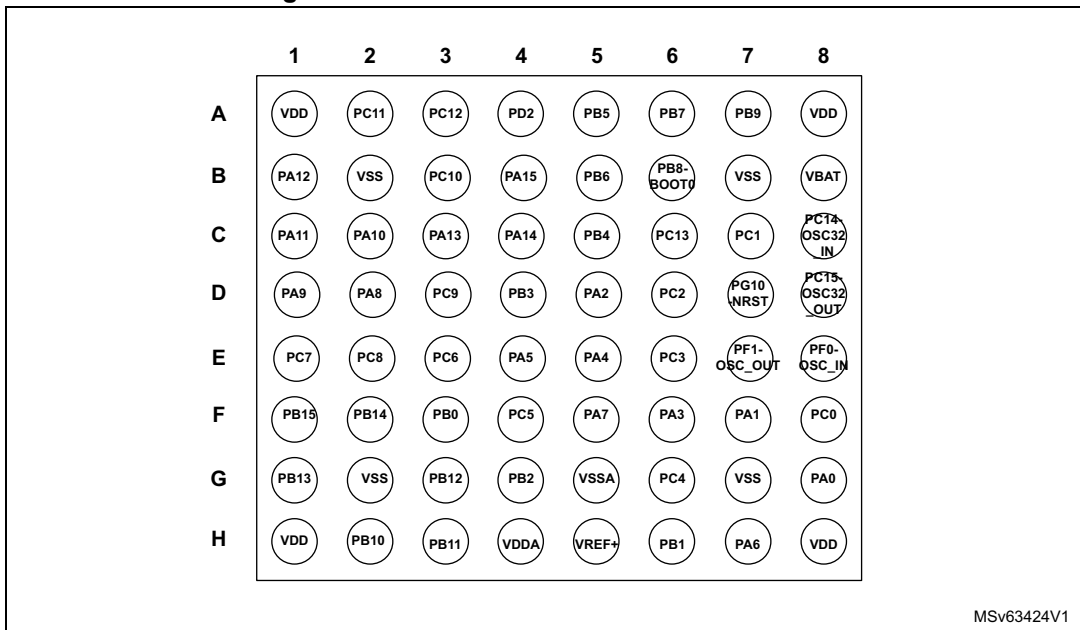 1 2 3 4 5 6 7 8
A VDD PC11 PC12 PD2 PB5 PB7 PB9 VDD
B PA12 VSS PC10 PA15 PB6 PB8-
BOOT0 VSS VBAT
C PA11 PA10 PA13 PA14 PB4 PC13 PC1 PC14-
OSC32
_IN
D PA9 PA8 PC9 PB3 PA2 PC2 PG10
-NRST PC15-
OSC32
_OUT
E PC7 PC8 PC6 PA5 PA4 PC3 PF1-
OSC_OUT PF0-
OSC_IN
F PB15 PB14 PB0 PC5 PA7 PA3 PA1 PC0
G PB13 VSS PB12 PB2 VSSA PC4 VSS PA0
H VDD PB10 PB11 VDDA VREF+ PB1 PA6 VDD
MSv63424V1